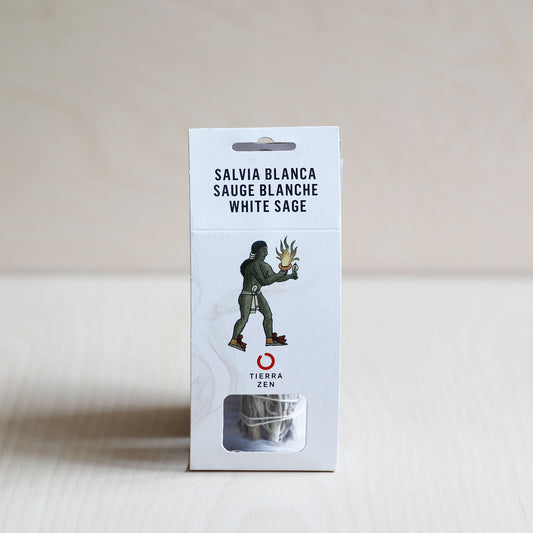 SALVIA BLANCA
SAUGE BLANCHE
WHITE SAGE
TIERRA
ZEN